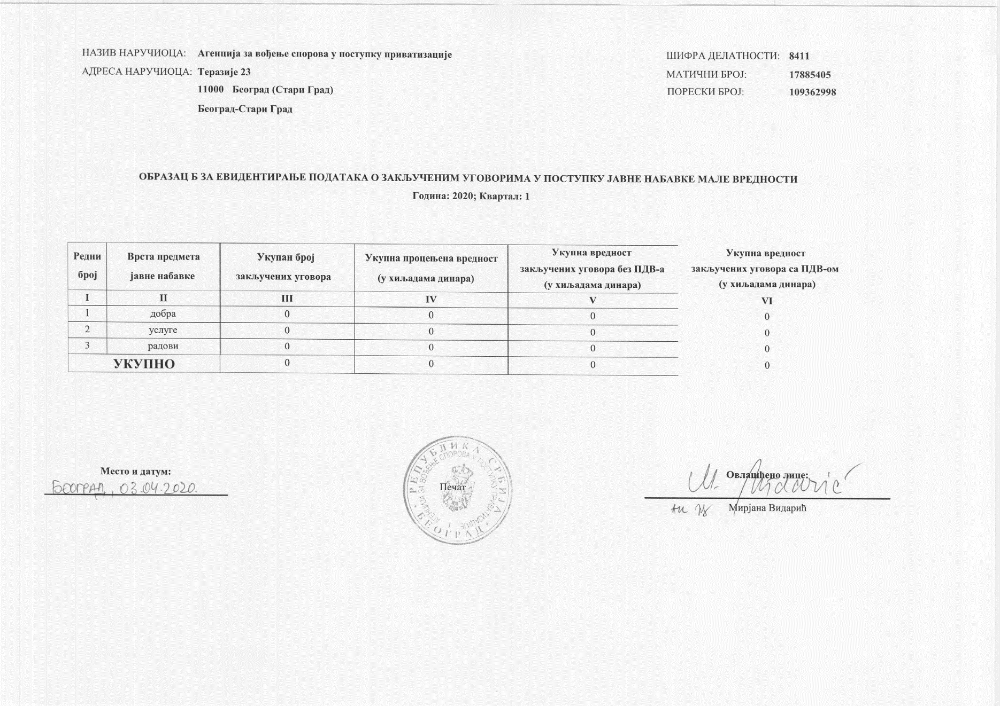 НАЗИВ НАРУЧИОЦА: Агенција за вођење спорова у поступку приватизације
АДРЕСА НАРУЧИОЦА: Теразије 23
11000 Београд (Стари Град)
Београд-Стари Град
ШИФРА ДЕЛАТНОСТИ: 8411
МАТИЧНИ БРОЈ: 17885405
ПОРЕСКИ БРОЈ: 109362998
ОБРАЗАЦ Б ЗА ЕВИДЕНТИРАЊЕ ПОДАТАКА О ЗАКЉУЧЕНИМ УГОВОРИМА У ПОСТУПКУ ЈАВНЕ НАБАВКЕ МАЛЕ ВРЕДНОСТИ
Година: 2020; Квартал: 1
Редни број Врста предмета јавне набавке Укупан број закључених уговора Укупна процењена вредност (у хиљадама динара) Укупна вредност закључених уговора без ПДВ-а (у хиљадама динара) Укупна вредност закључених уговора са ПДВ-ом (у хиљадама динара)
I II III IV V VI
1 добра 0 0 0 0
2 услуге 0 0 0 0
3 радови 0 0 0 0
УКУПНО 0 0 0 0
Место и датум:
БЕОГРАД, 03.04.2020.
Печат
РЕПУБЛИКА СРБИЈА
АГЕНЦИЈА ЗА ВОЂЕЊЕ СПОРОВА У ПОСТУПКУ ПРИВАТИЗАЦИЈЕ
I
БЕОГРАД
Овлашћено лице:
M. Vidarić
Мирјана Видарић